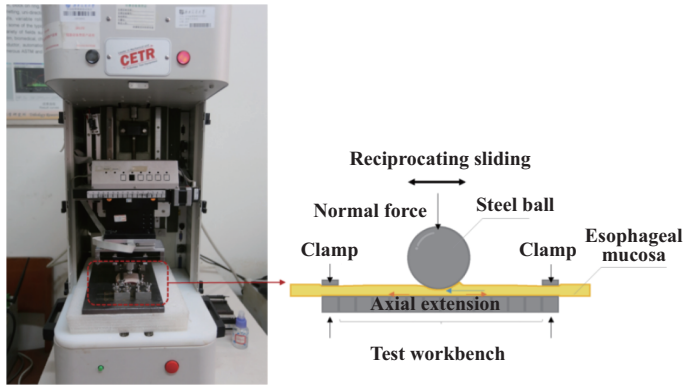 CETR
Reciprocating sliding
Normal force
Steel ball
Clamp
Clamp
Esophageal
mucosa
Axial extension
Test workbench